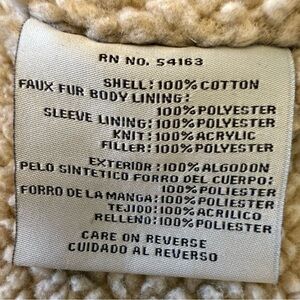 RN NO. 54163
SHELL: 100% COTTON
FAUX FUR BODY LINING:
100% POLYESTER
SLEEVE LINING: 100% POLYESTER
KNIT: 100% ACRYLIC
FILLER: 100% POLYESTER
EXTERIOR: 100% ALGODON
PELO SINTETICO FORRO DEL CUERPO:
100% POLIESTER
FORRO DE LA MANGA: 100% POLIESTER
TEJIDO: 100% ACRILICO
RELLENO: 100% POLIESTER
CARE ON REVERSE
CUIDADO AL REVERSO